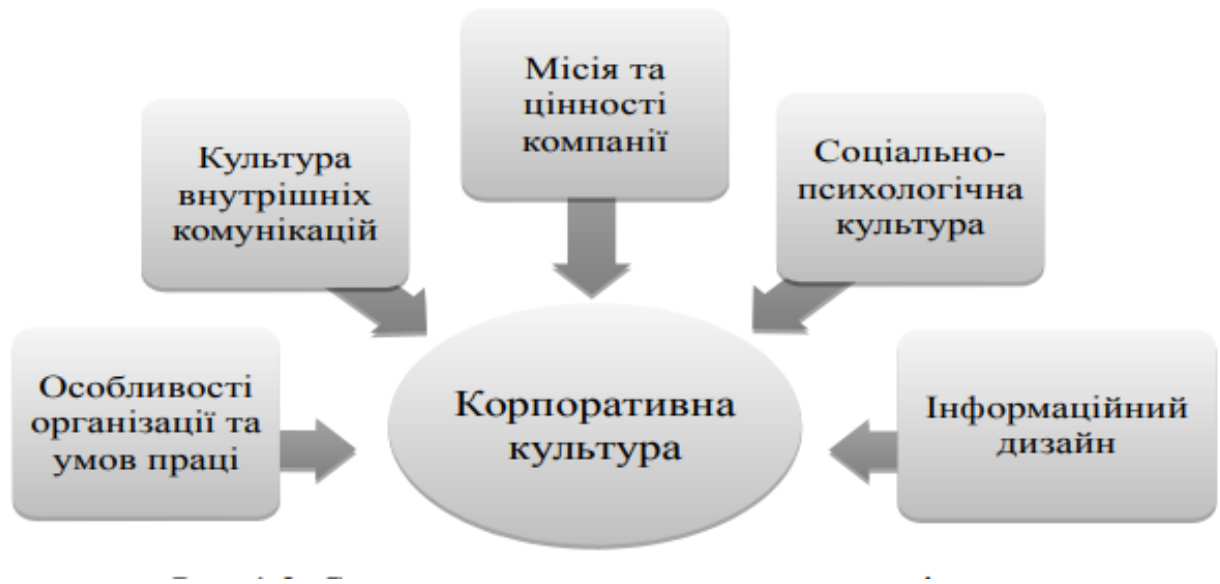 Місія та
цінності
компанії
Культура
внутрішніх
комунікацій
Соціально-
психологічна
культура
Особливості
організації та
умов праці
Корпоративна
культура
Інформаційний
дизайн